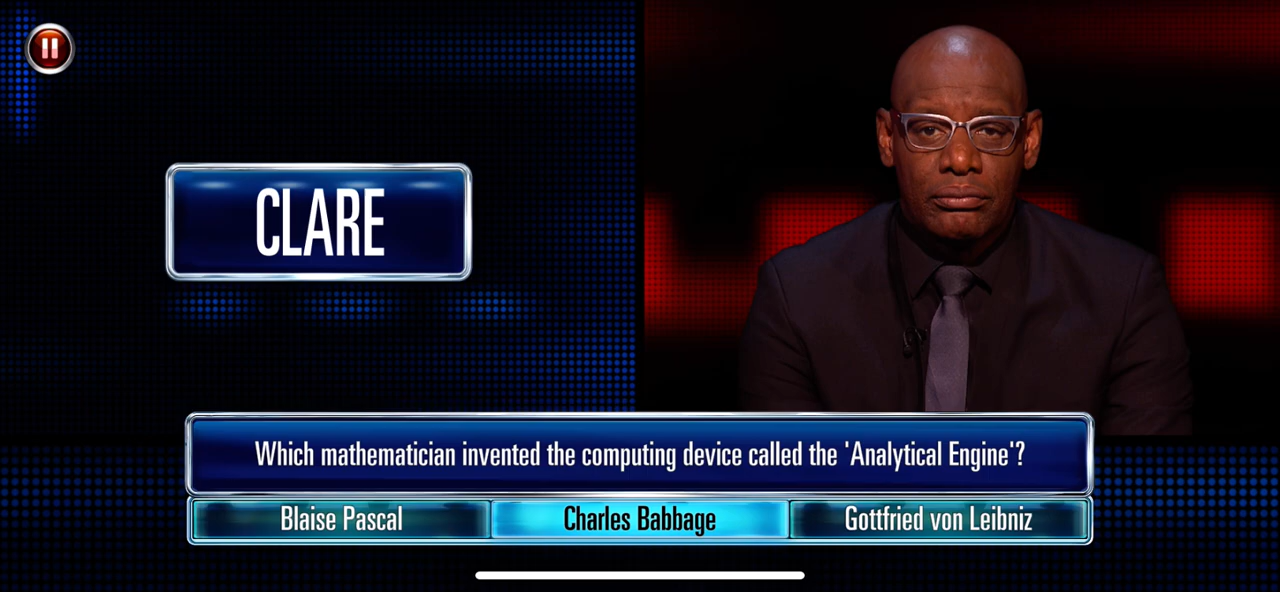 CLARE
Which mathematician invented the computing device called the 'Analytical Engine'?
Blaise Pascal
Charles Babbage
Gottfried von Leibniz